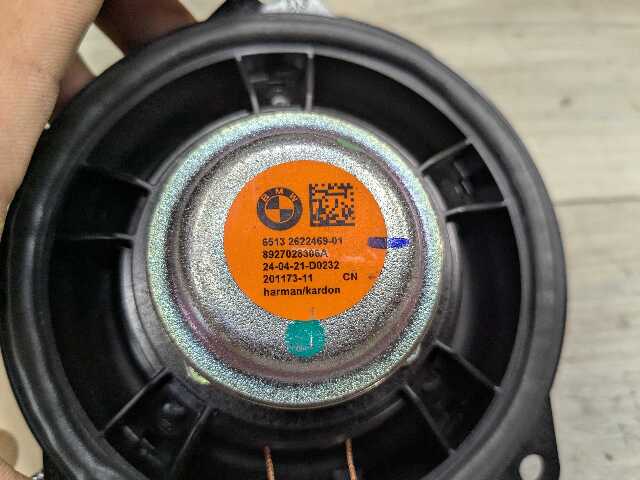 BMW
6513 2622469-01
8927028306A
24-04-21-D0232
201173-11 CN
harman/kardon